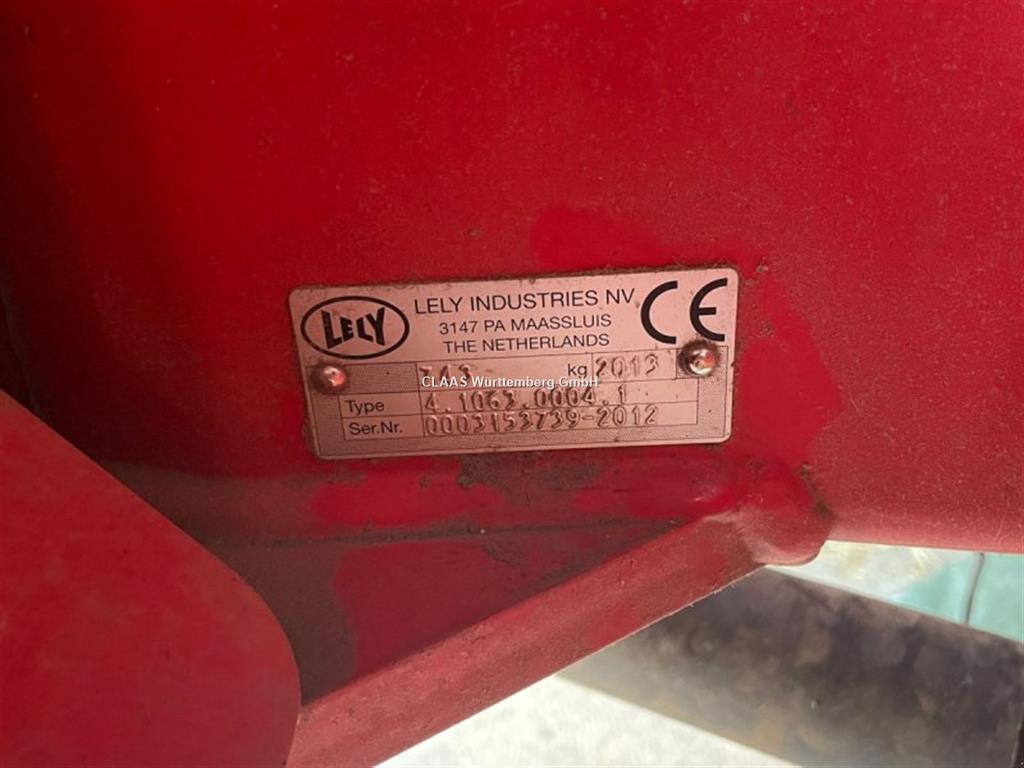 LELY
LELY INDUSTRIES NV
3147 PA MAASSLUIS
THE NETHERLANDS
CE
kg 2013
CLAAS Württemberg GmbH
Type 4.1063.0004.1
Ser.Nr. 0003153739-2012